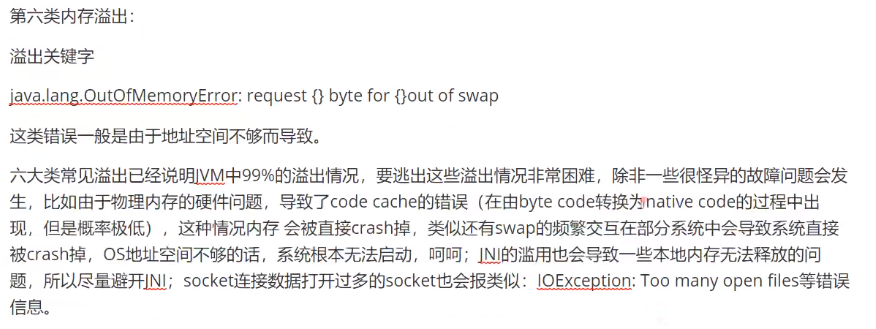 第六类内存溢出：
溢出关键字
java.lang.OutOfMemoryError: request {} byte for {}out of swap
这类错误一般是由于地址空间不够而导致。
六大类常见溢出已经说明JVM中99%的溢出情况，要逃出这些溢出情况非常困难，除非一些很怪异的故障问题会发
生，比如由于物理内存的硬件问题，导致了code cache的错误（在由byte code转换为native code的过程中出
现，但是概率极低），这种情况内存 会被直接crash掉，类似还有swap的频繁交互在部分系统中会导致系统直接
被crash掉，OS地址空间不够的话，系统根本无法启动，呵呵；JNI的滥用也会导致一些本地内存无法释放的问
题，所以尽量避开JNI；socket连接数据打开过多的socket也会报类似：IOException: Too many open files等错误
信息。